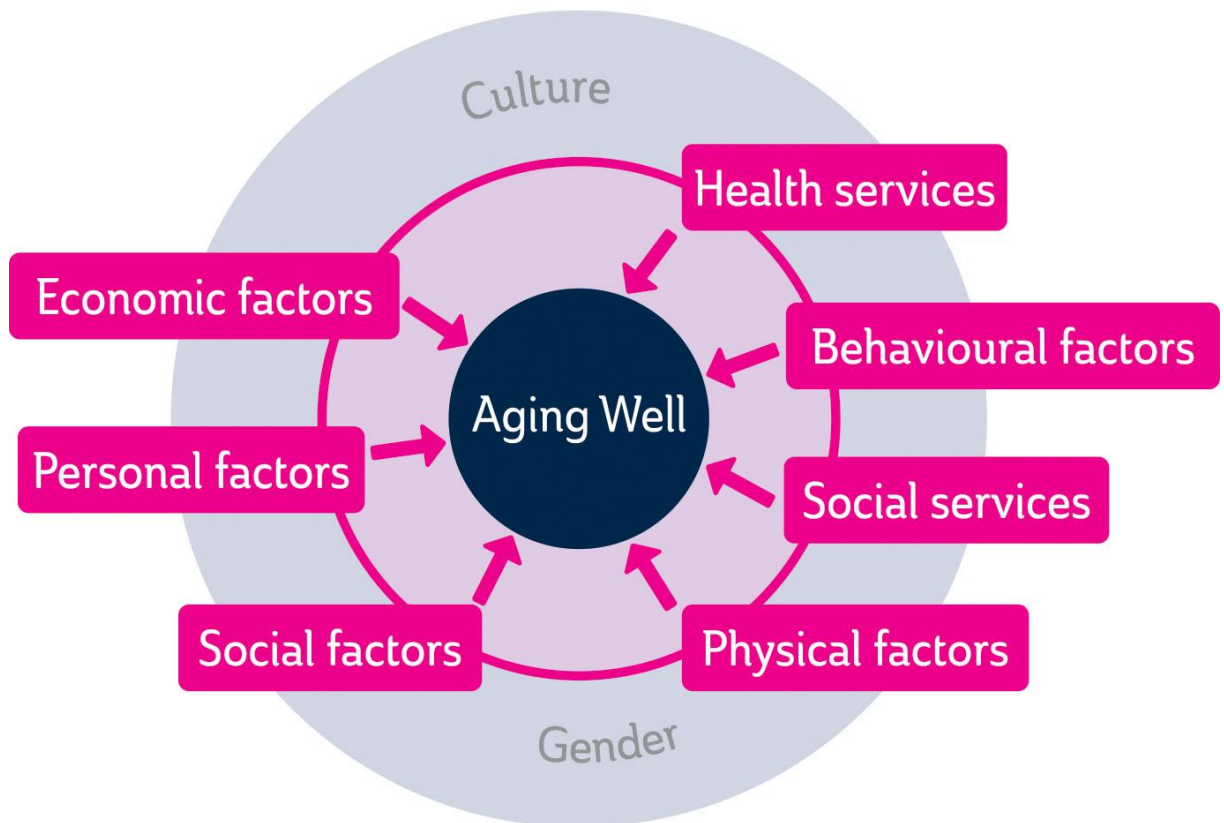 Culture
Health services
Economic factors
Behavioural factors
Aging Well
Personal factors
Social services
Social factors
Physical factors
Gender